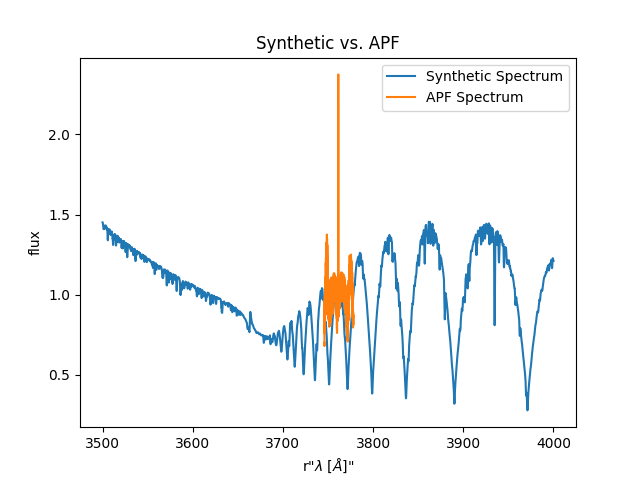 Synthetic vs. APF
Synthetic Spectrum
APF Spectrum
flux
2.0
1.5
1.0
0.5
3500 3600 3700 3800 3900 4000
r"λ [Å]"